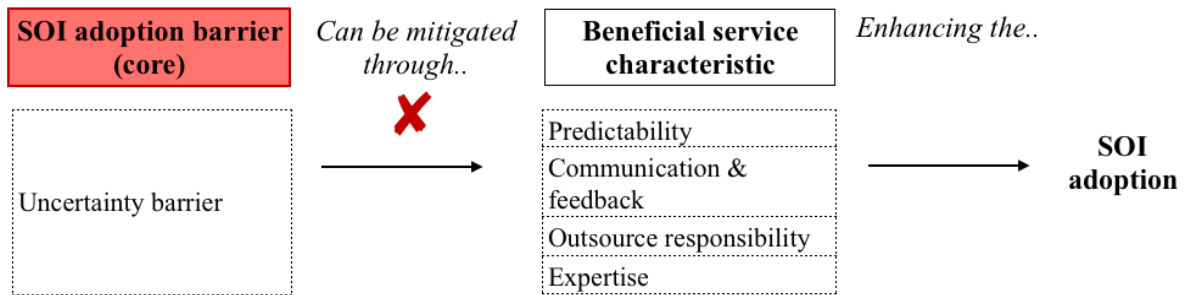 SOI adoption barrier
(core)
Can be mitigated
through..
Beneficial service
characteristic
Enhancing the..
Uncertainty barrier
Predictability
Communication &
feedback
Outsource responsibility
Expertise
SOI
adoption